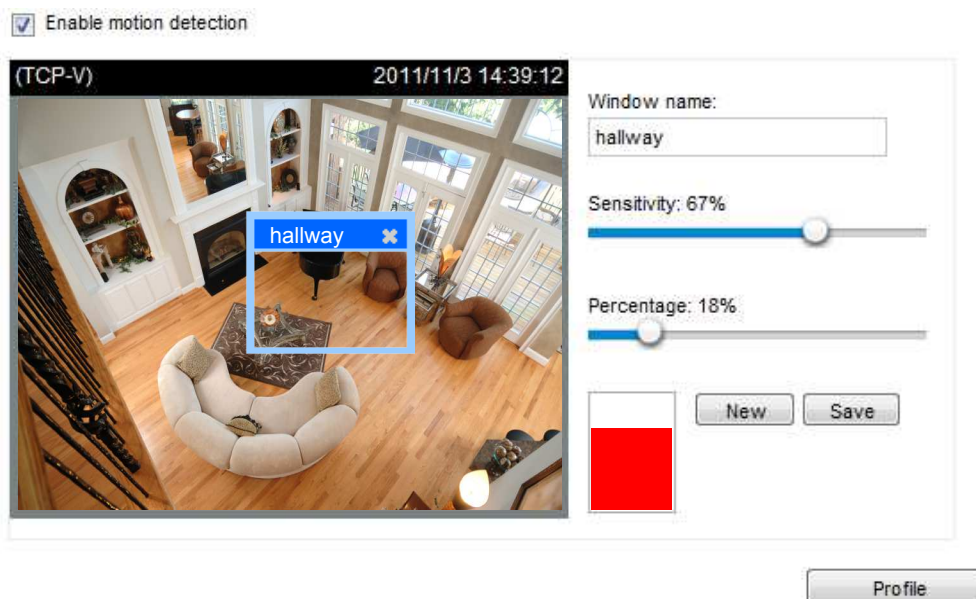 Enable motion detection
(TCP-V) 2011/11/3 14:39:12
Window name:
hallway
hallway
Sensitivity: 67%
Percentage: 18%
New Save
Profile